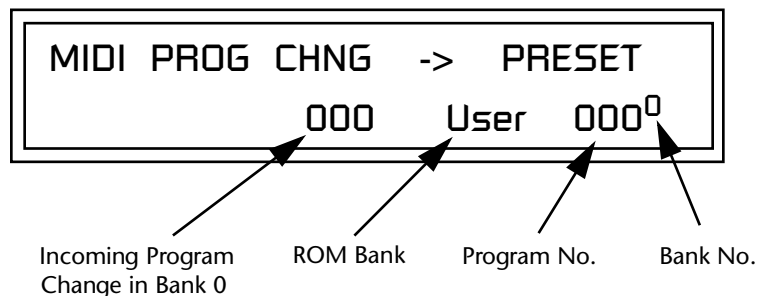 MIDI PROG CHNG -> PRESET
000 User 000⁰
Incoming Program
Change in Bank 0
ROM Bank
Program No.
Bank No.